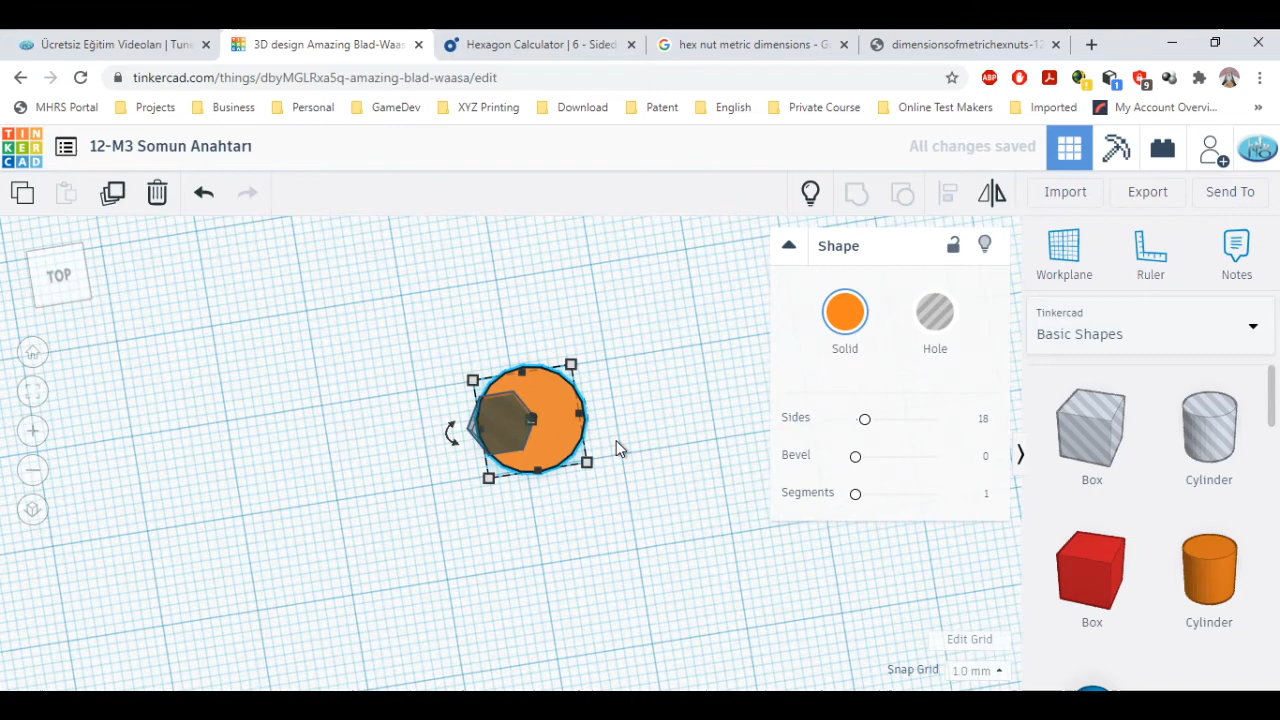 Ücretsiz Eğitim Videoları | Tune
3D design Amazing Blad-Waas
Hexagon Calculator | 6 - Sided
hex nut metric dimensions - G
dimensionsofmetrichexnuts-12
tinkercad.com/things/dbyMGLRxa5q-amazing-blad-waasa/edit
ABP
1
9
MHRS Portal
Projects
Business
Personal
GameDev
XYZ Printing
Download
Patent
English
Private Course
Online Test Makers
Imported
My Account Overvi...
TIN
KER
CAD
12-M3 Somun Anahtarı
All changes saved
Import
Export
Send To
TOP
Shape
Solid
Hole
Sides 18
Bevel 0
Segments 1
Workplane
Ruler
Notes
Tinkercad
Basic Shapes
Box
Cylinder
Box
Cylinder
Edit Grid
Snap Grid 1.0 mm